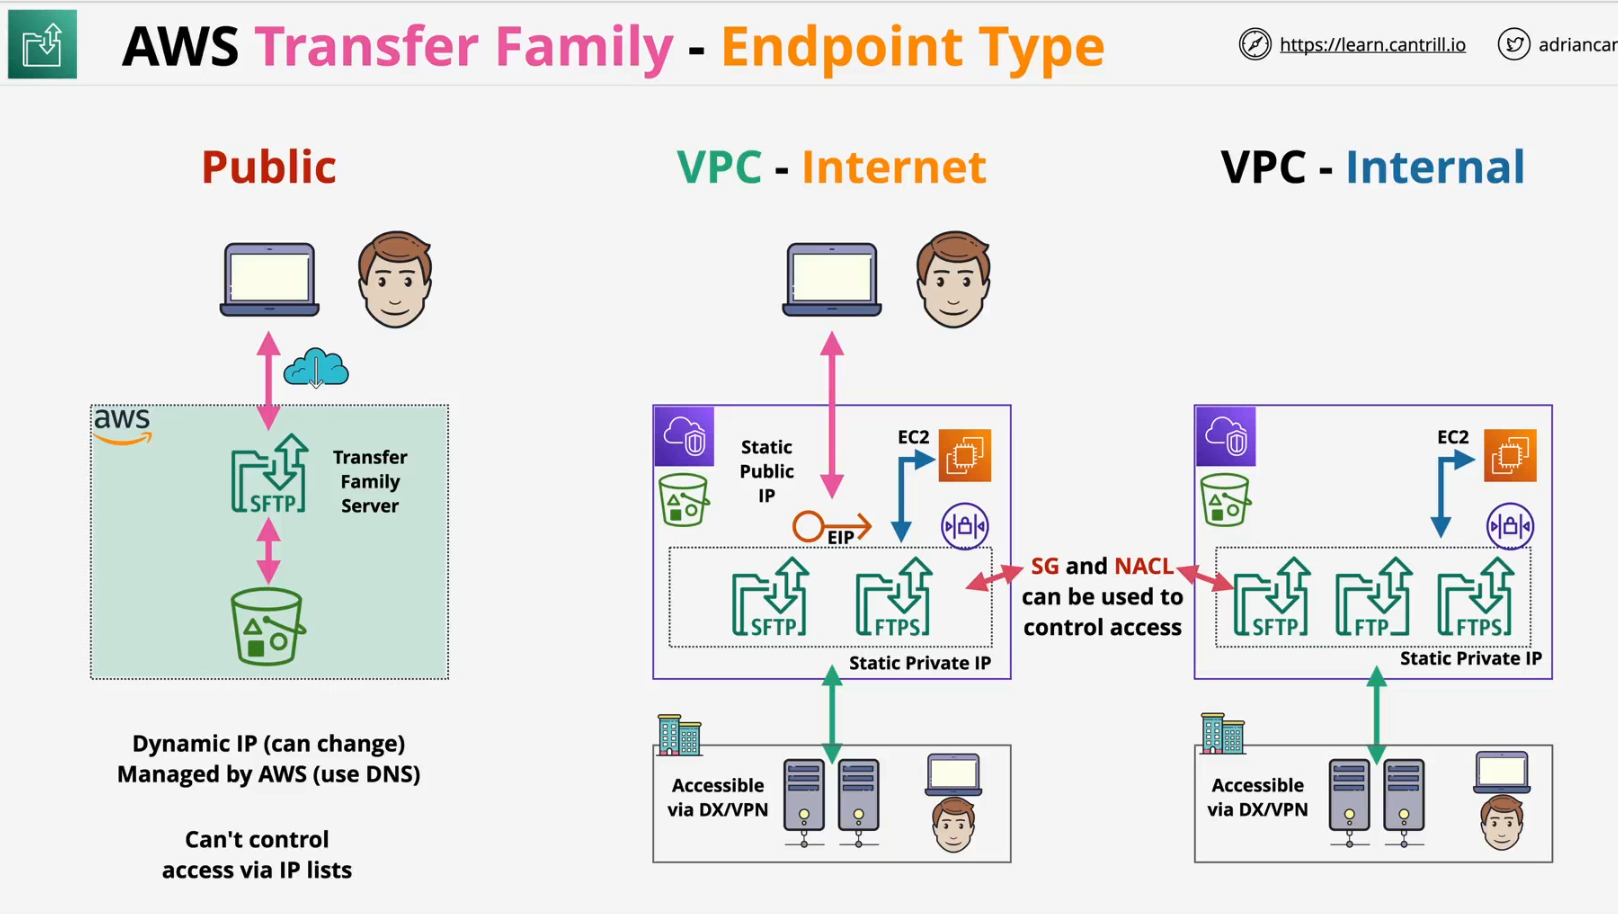 AWS Transfer Family - Endpoint Type
https://learn.cantrill.io
adriancan
Public
aws
SFTP
Transfer
Family
Server
Dynamic IP (can change)
Managed by AWS (use DNS)
Can't control
access via IP lists
VPC - Internet
Static
Public
IP
EC2
EIP
SFTP
FTPS
Static Private IP
Accessible
via DX/VPN
SG and NACL
can be used to
control access
VPC - Internal
EC2
SFTP
FTP
FTPS
Static Private IP
Accessible
via DX/VPN